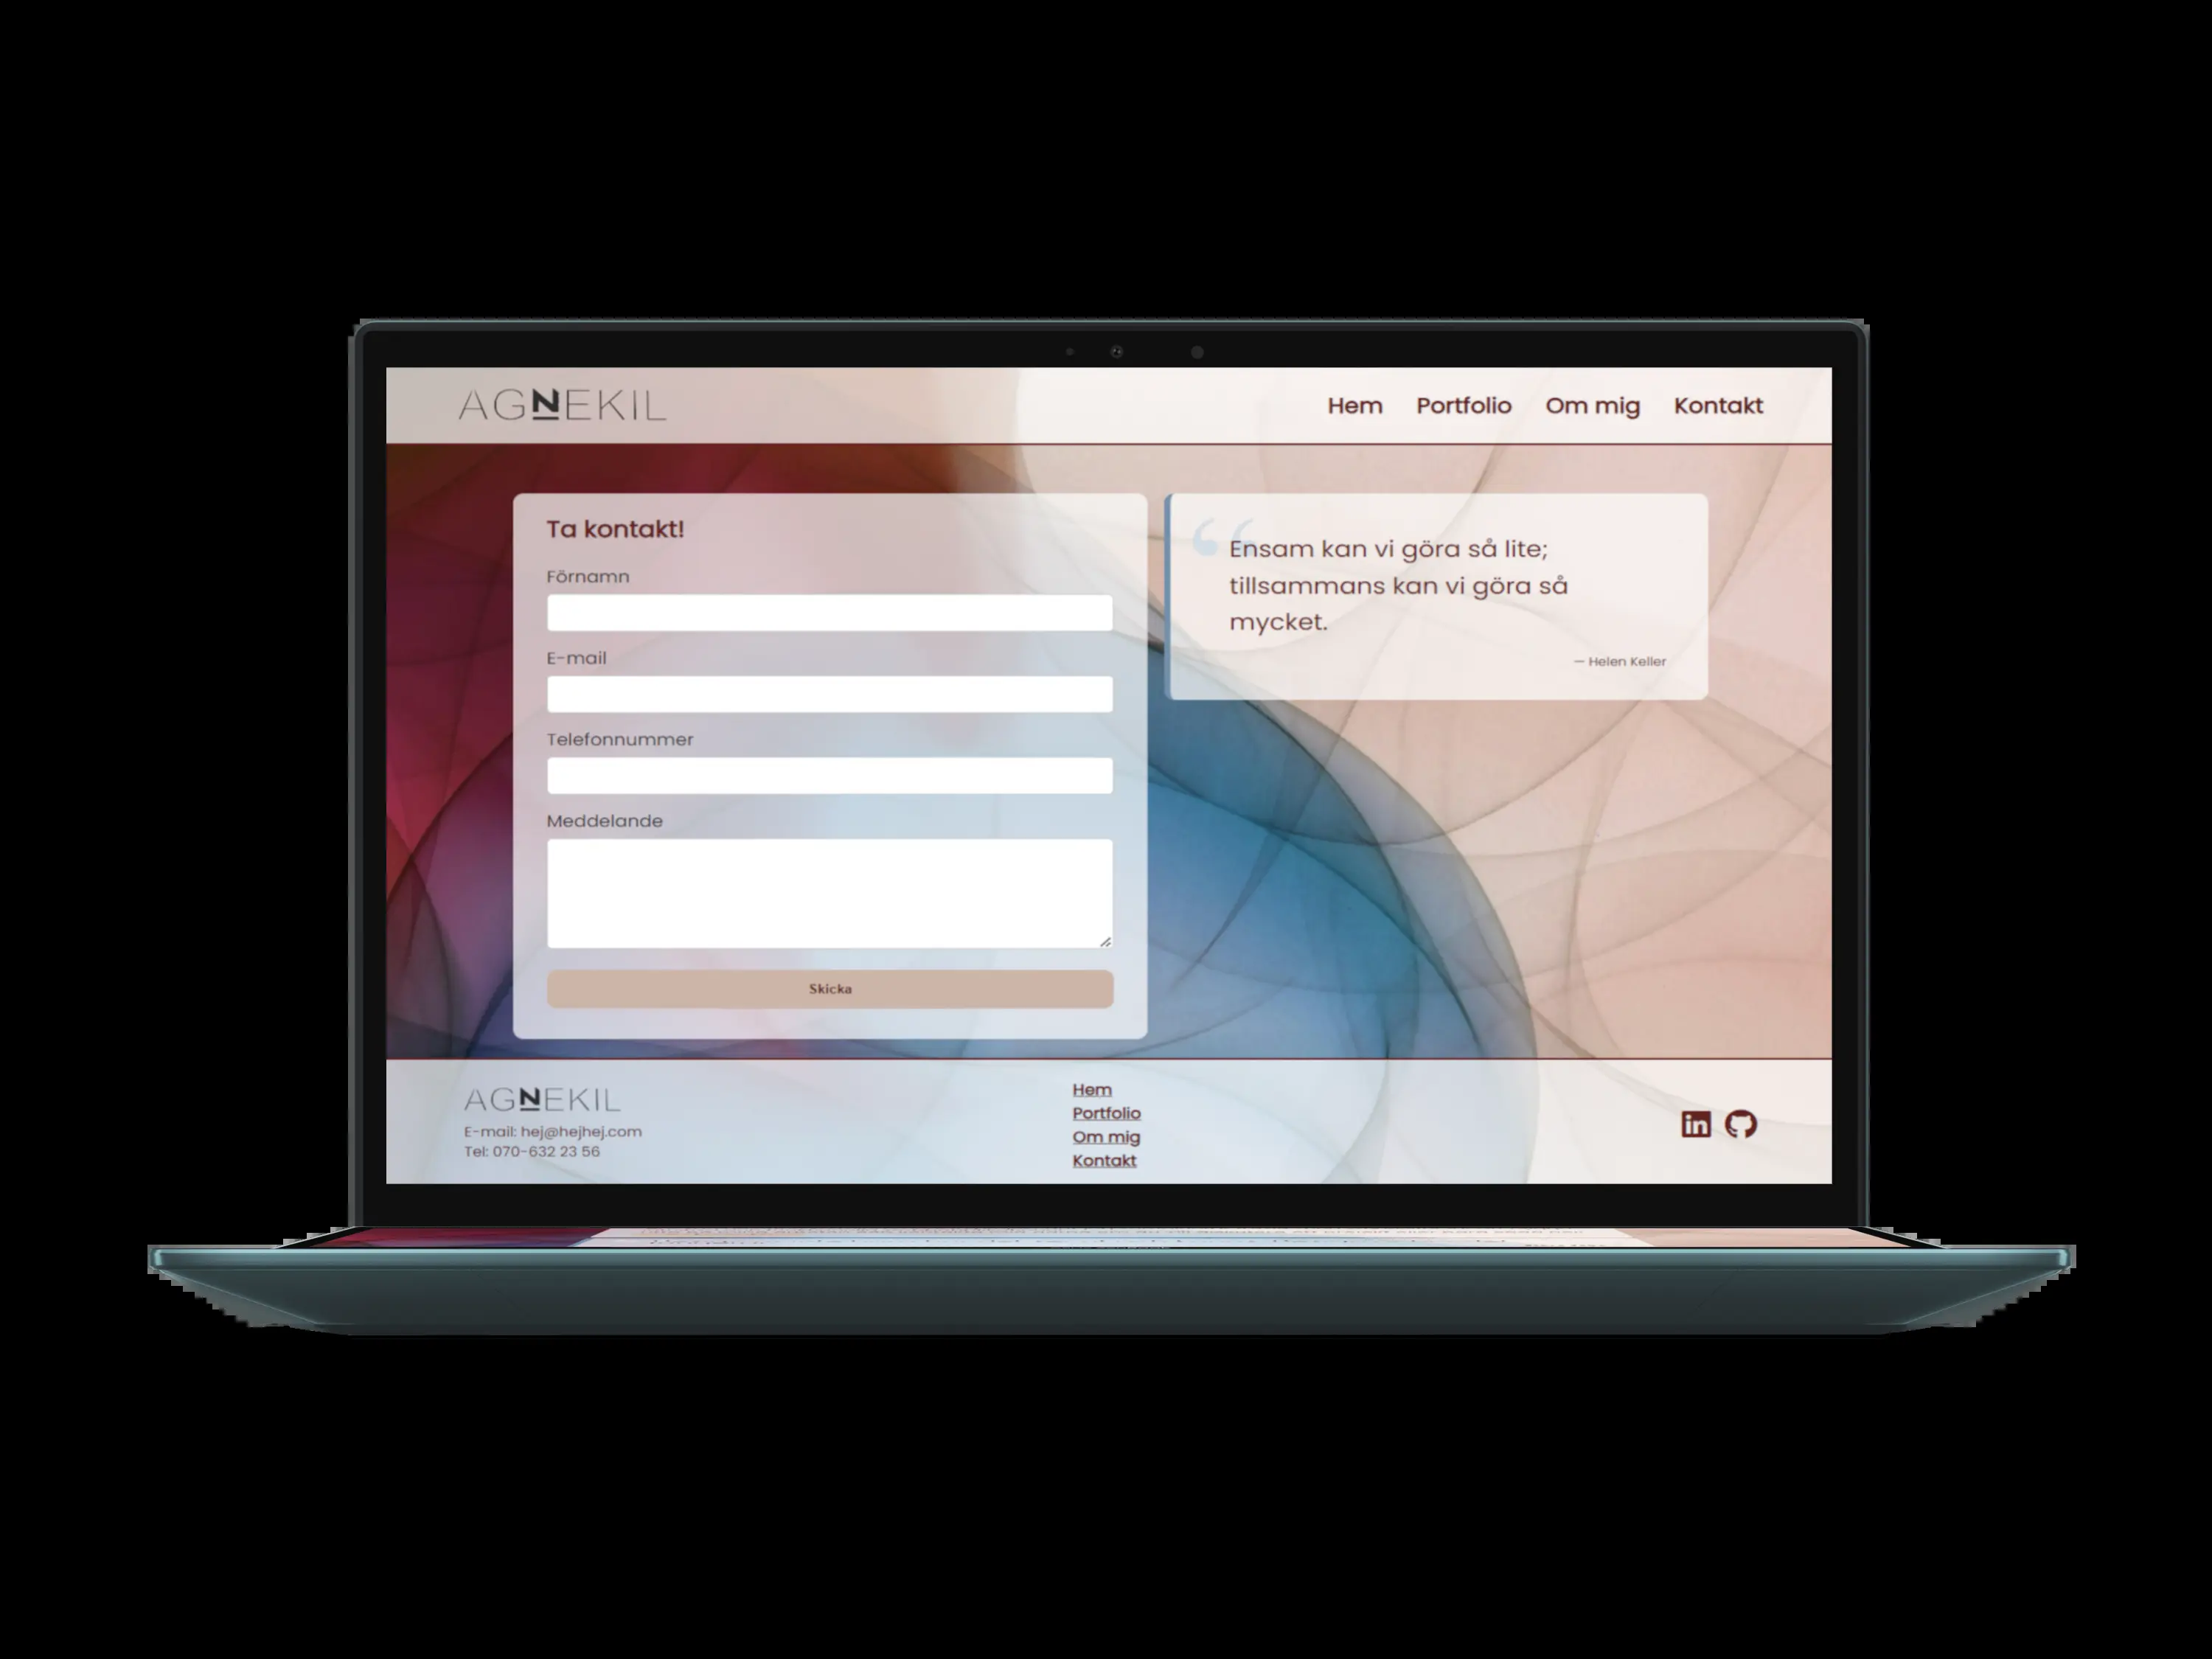 AGNEKIL
Hem Portfolio Om mig Kontakt
Ta kontakt!
Förnamn
E-mail
Telefonnummer
Meddelande
Skicka
“
Ensam kan vi göra så lite;
tillsammans kan vi göra så
mycket.
— Helen Keller
AGNEKIL
E-mail: hej@hejhej.com
Tel: 070-632 23 56
Hem
Portfolio
Om mig
Kontakt
in